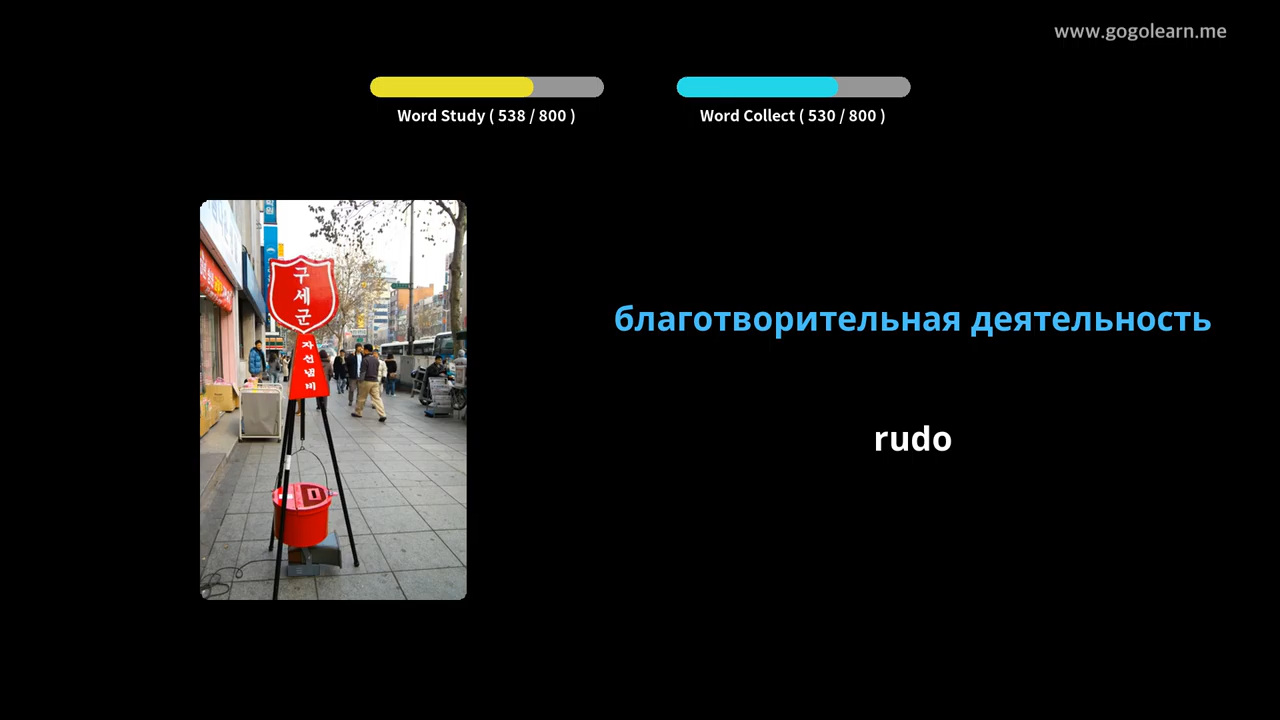 www.gogolearn.me
Word Study ( 538 / 800 )
Word Collect ( 530 / 800 )
구세군
자선냄비
благотворительная деятельность
rudo